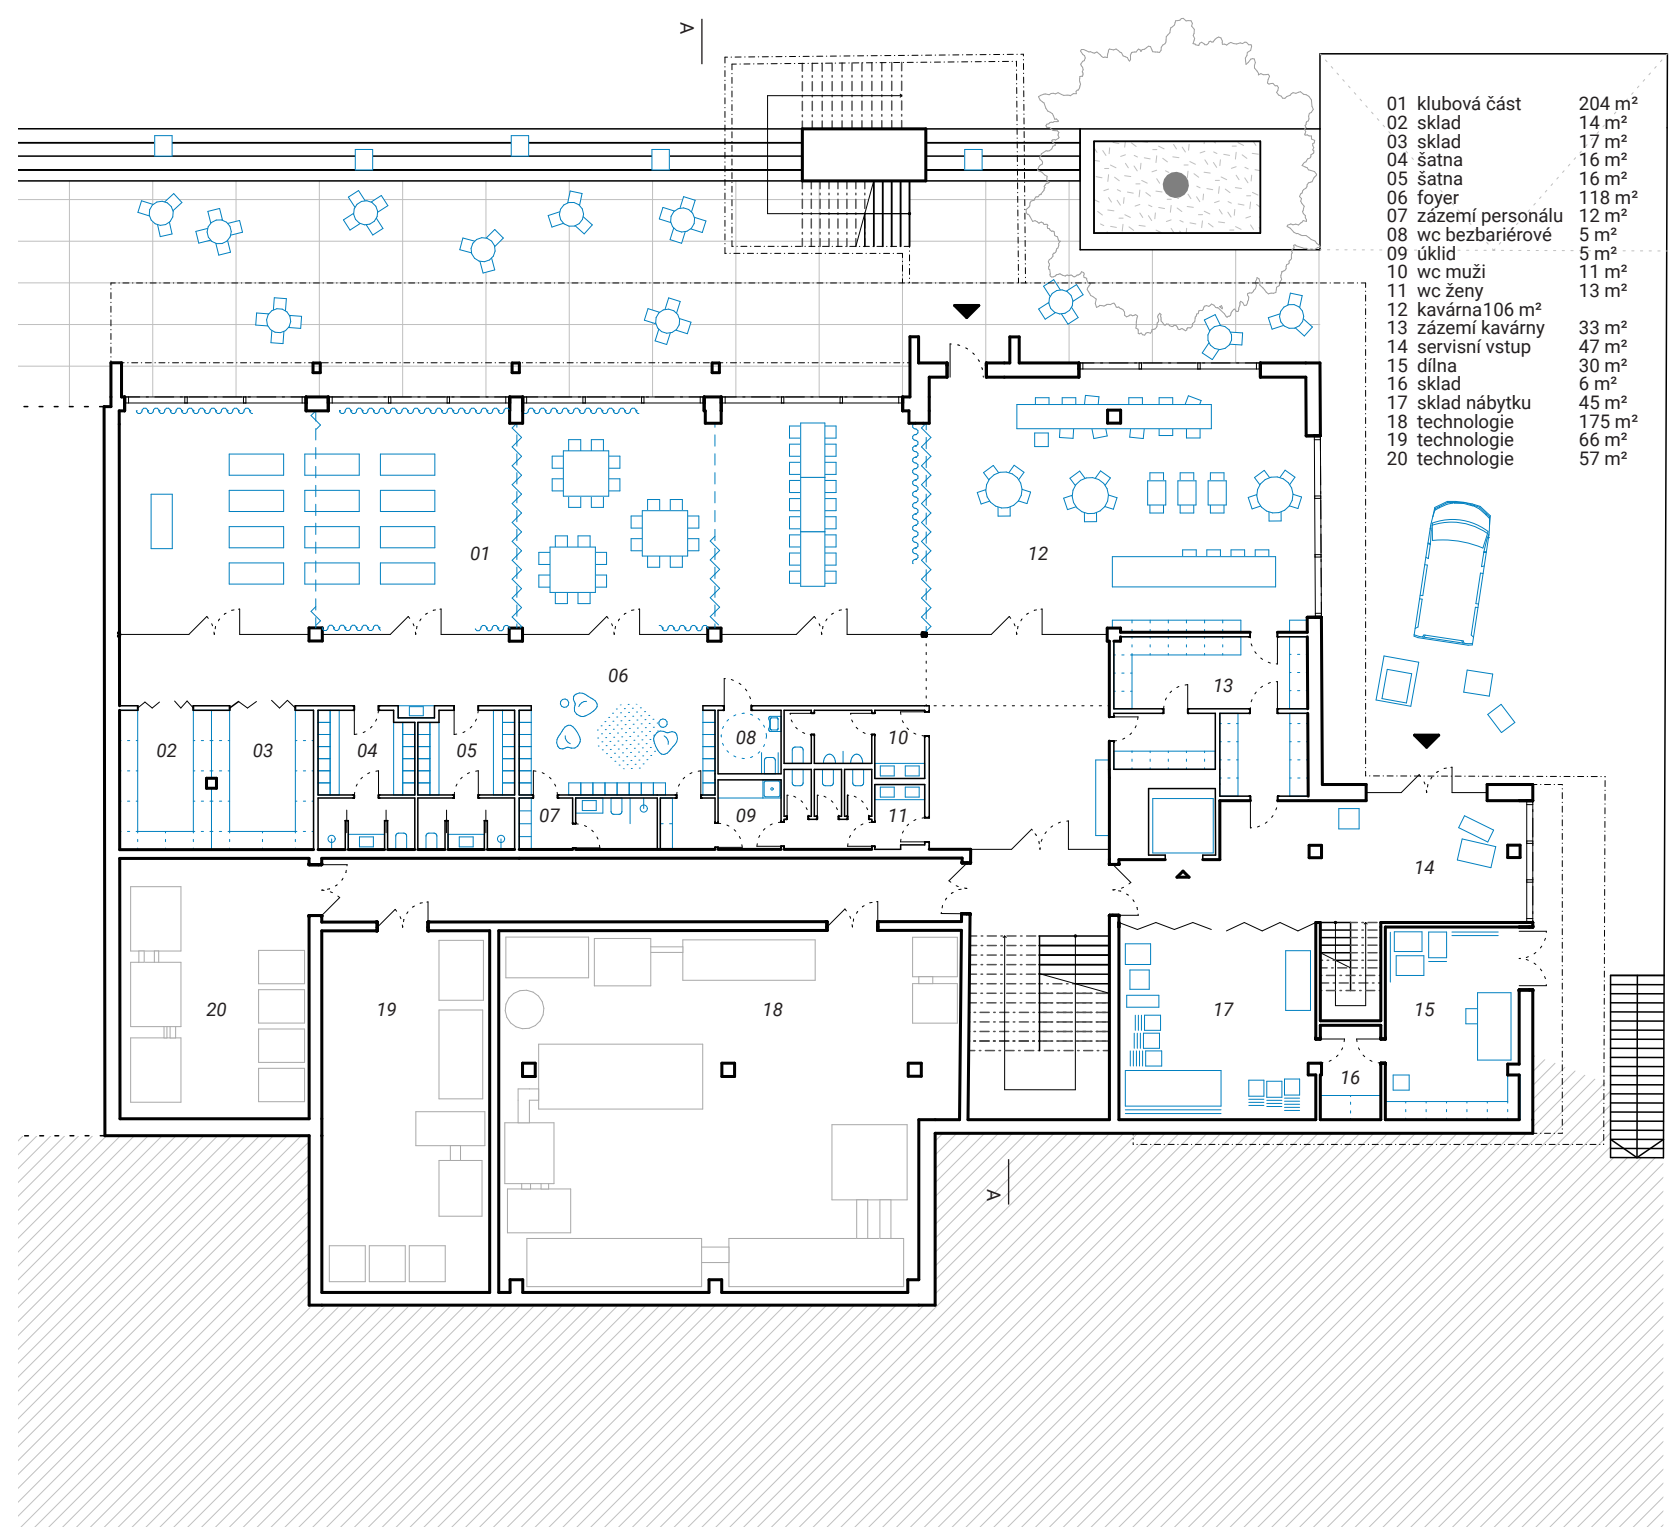 A
01 klubová část 204 m²
02 sklad 14 m²
03 sklad 17 m²
04 šatna 16 m²
05 šatna 16 m²
06 foyer 118 m²
07 zázemí personálu 12 m²
08 wc bezbariérové 5 m²
09 úklid 5 m²
10 wc muži 11 m²
11 wc ženy 13 m²
12 kavárna106 m²
13 zázemí kavárny 33 m²
14 servisní vstup 47 m²
15 dílna 30 m²
16 sklad 6 m²
17 sklad nábytku 45 m²
18 technologie 175 m²
19 technologie 66 m²
20 technologie 57 m²
01
12
06
13
02
03
04
05
08
10
07
09
11
14
20
19
18
17
15
16
A